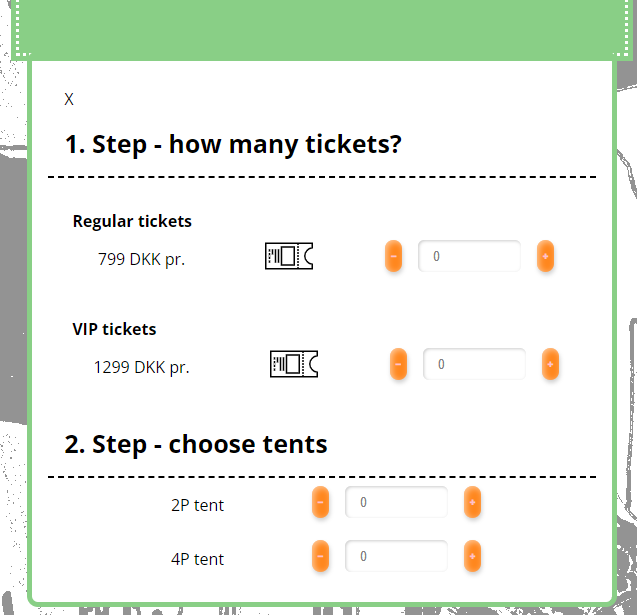 X
1. Step - how many tickets?
Regular tickets
799 DKK pr.
- 0 +
VIP tickets
1299 DKK pr.
- 0 +
2. Step - choose tents
2P tent - 0 +
4P tent - 0 +